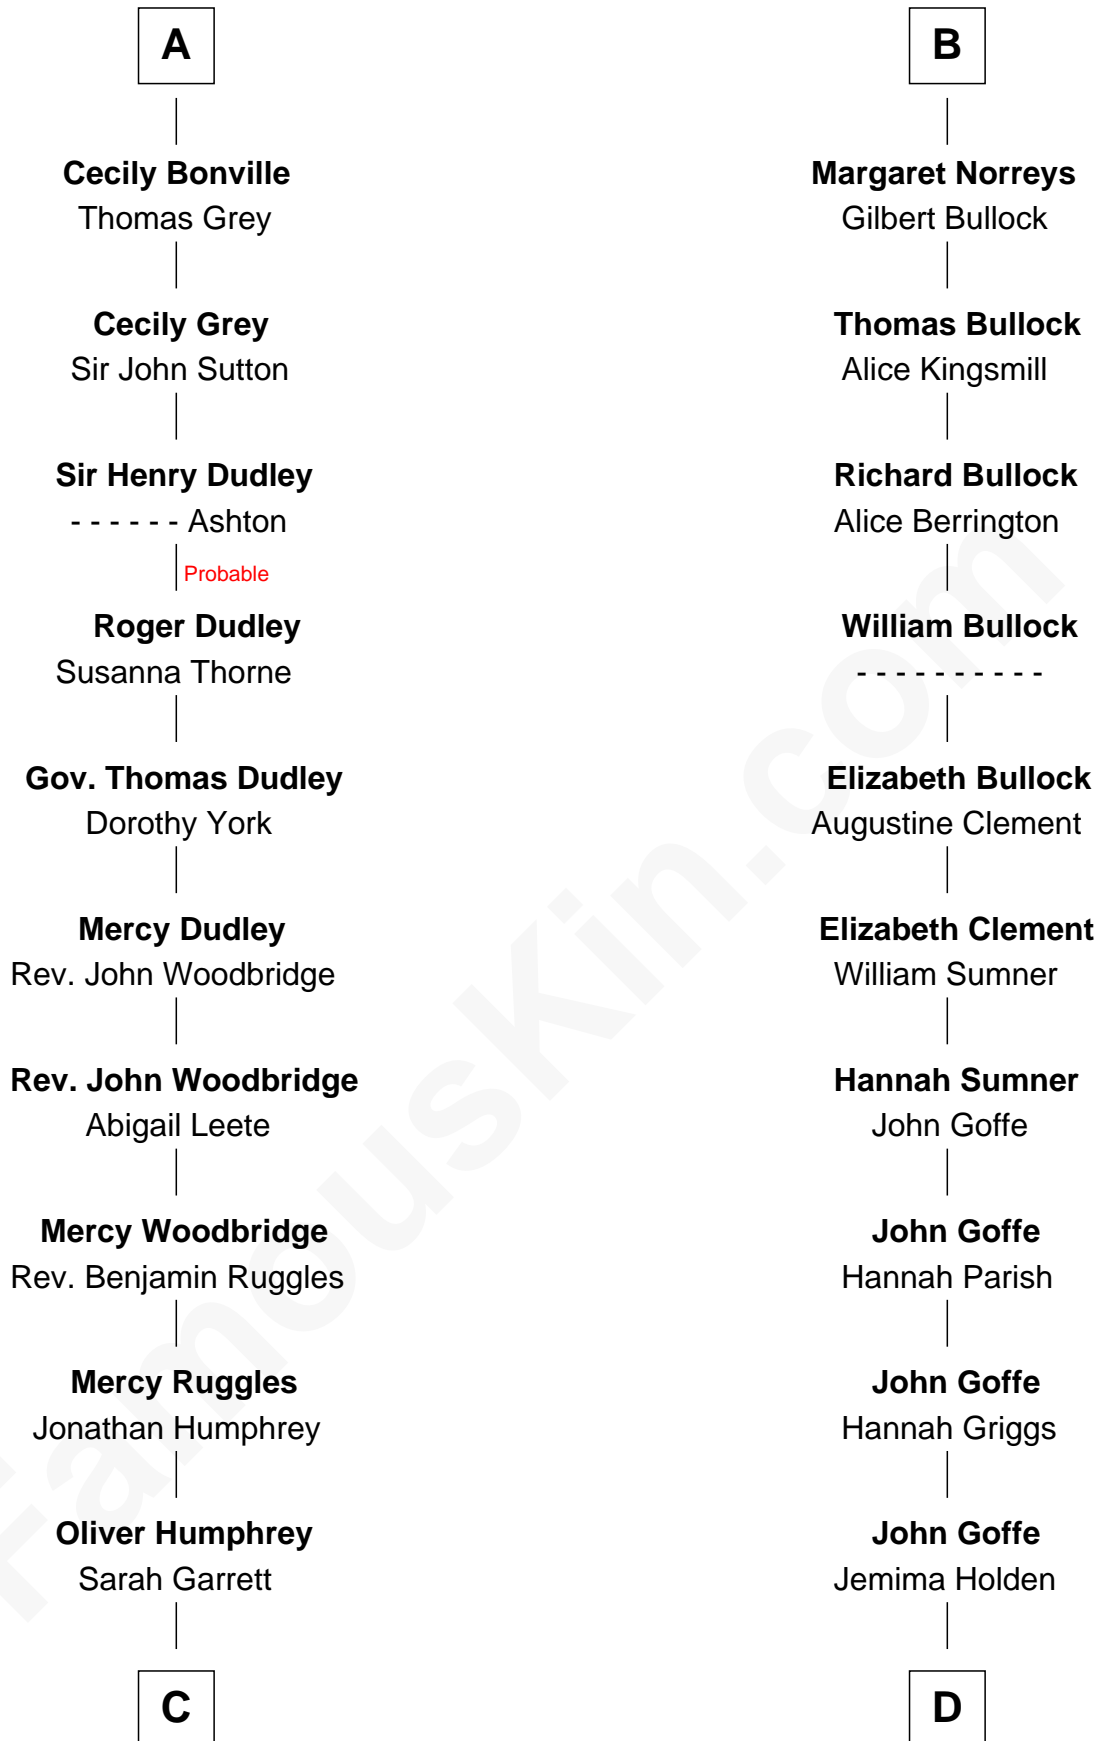 A
Cecily Bonville
Thomas Grey
Cecily Grey
Sir John Sutton
Sir Henry Dudley
- - - - - - Ashton
Probable
Roger Dudley
Susanna Thorne
Gov. Thomas Dudley
Dorothy York
Mercy Dudley
Rev. John Woodbridge
Rev. John Woodbridge
Abigail Leete
Mercy Woodbridge
Rev. Benjamin Ruggles
Mercy Ruggles
Jonathan Humphrey
Oliver Humphrey
Sarah Garrett
C
B
Margaret Norreys
Gilbert Bullock
Thomas Bullock
Alice Kingsmill
Richard Bullock
Alice Berrington
William Bullock
- - - - - - - - - -
Elizabeth Bullock
Augustine Clement
Elizabeth Clement
William Sumner
Hannah Sumner
John Goffe
John Goffe
Hannah Parish
John Goffe
Hannah Griggs
John Goffe
Jemima Holden
D
FamousKin.com